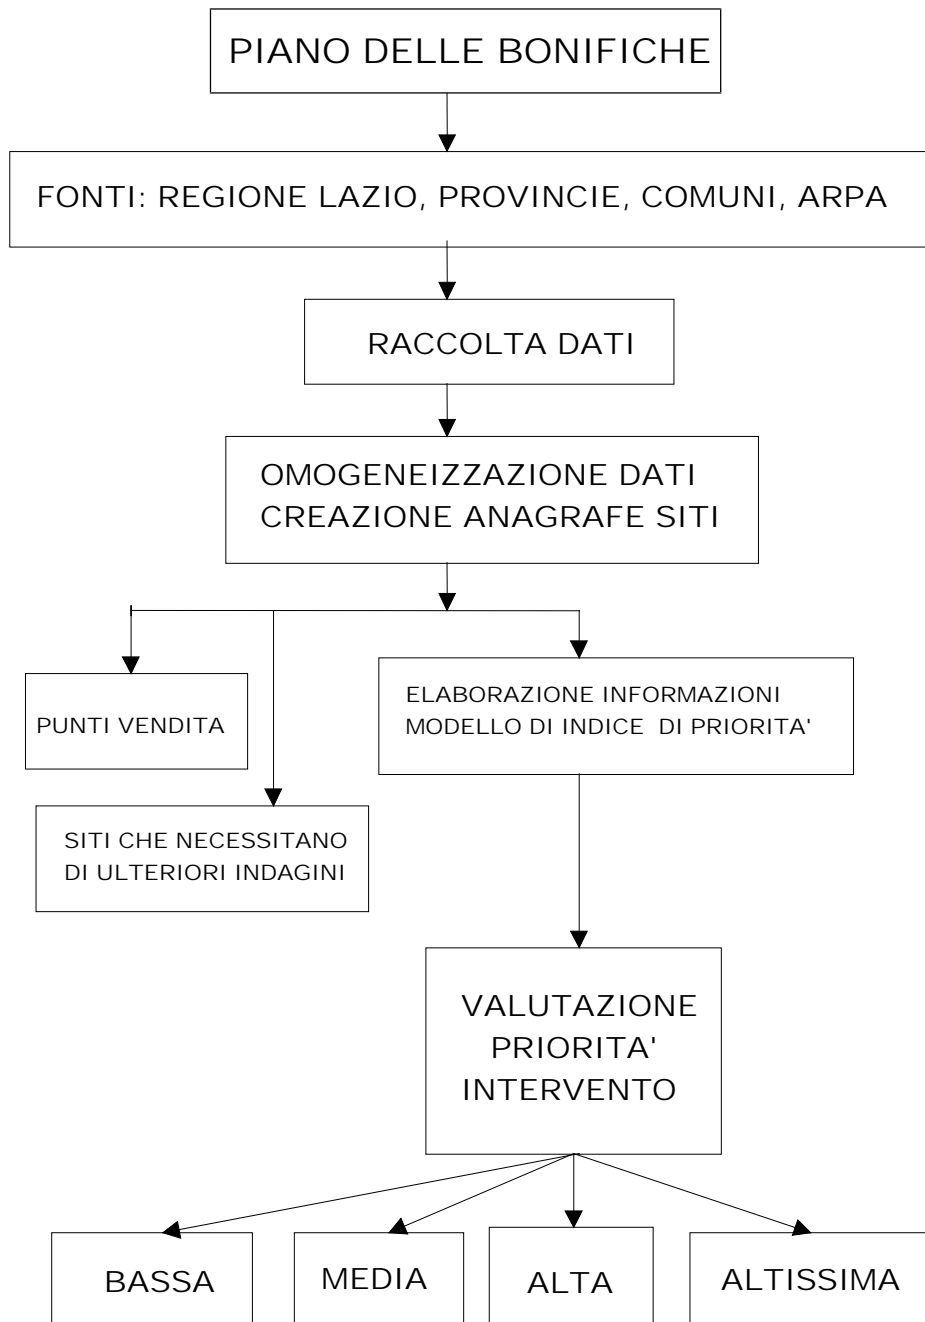 PIANO DELLE BONIFICHE
FONTI: REGIONE LAZIO, PROVINCIE, COMUNI, ARPA
RACCOLTA DATI
OMOGENEIZZAZIONE DATI
CREAZIONE ANAGRAFE SITI
PUNTI VENDITA
ELABORAZIONE INFORMAZIONI
MODELLO DI INDICE DI PRIORITA'
SITI CHE NECESSITANO
DI ULTERIORI INDAGINI
VALUTAZIONE
PRIORITA'
INTERVENTO
BASSA
MEDIA
ALTA
ALTISSIMA